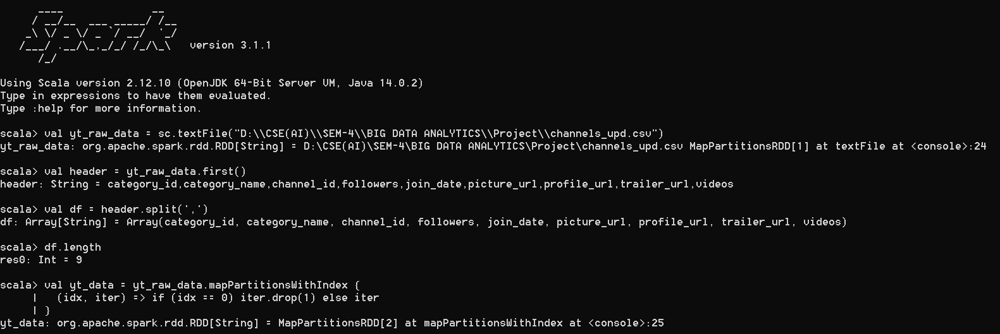 ____              __
     / __/__  ___ _____/ /__
    _\ \/ _ \/ _ `/ __/  '_/
   /___/ .__/\_,_/_/ /_/\_\   version 3.1.1
      /_/
Using Scala version 2.12.10 (OpenJDK 64-Bit Server VM, Java 14.0.2)
Type in expressions to have them evaluated.
Type :help for more information.
scala> val yt_raw_data = sc.textFile("D:\\CSE(AI)\\SEM-4\\BIG DATA ANALYTICS\\Project\\channels_upd.csv")
yt_raw_data: org.apache.spark.rdd.RDD[String] = D:\CSE(AI)\SEM-4\BIG DATA ANALYTICS\Project\channels_upd.csv MapPartitionsRDD[1] at textFile at <console>:24
scala> val header = yt_raw_data.first()
header: String = category_id,category_name,channel_id,followers,join_date,picture_url,profile_url,trailer_url,videos
scala> val df = header.split(',')
df: Array[String] = Array(category_id, category_name, channel_id, followers, join_date, picture_url, profile_url, trailer_url, videos)
scala> df.length
res0: Int = 9
scala> val yt_data = yt_raw_data.mapPartitionsWithIndex {
     |   (idx, iter) => if (idx == 0) iter.drop(1) else iter
     | }
yt_data: org.apache.spark.rdd.RDD[String] = MapPartitionsRDD[2] at mapPartitionsWithIndex at <console>:25